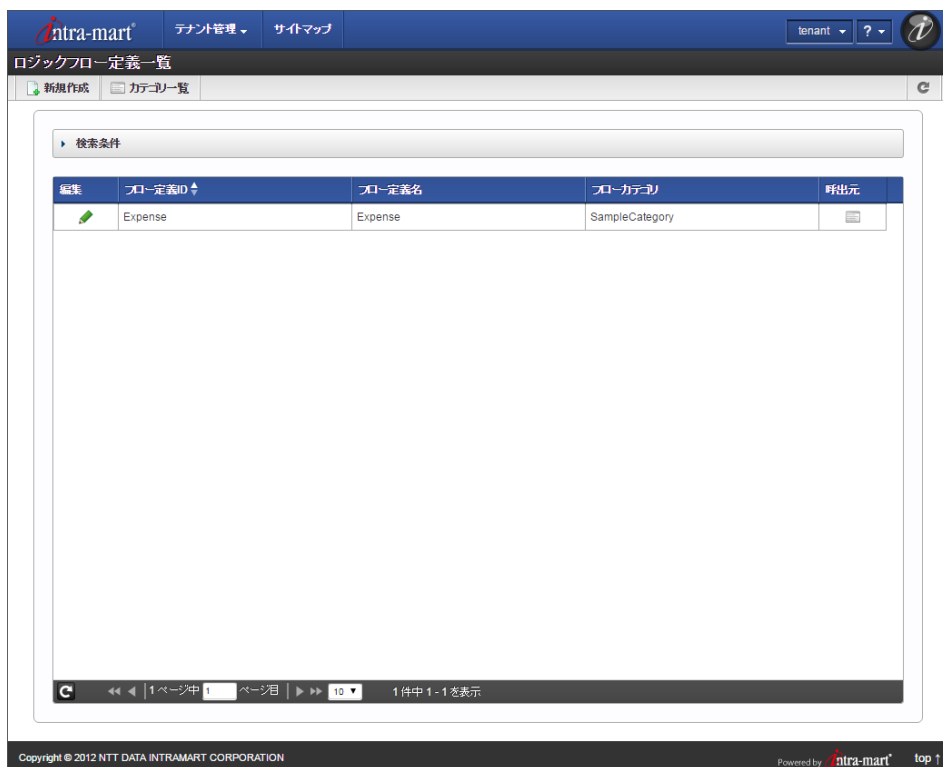 intra-mart® テナント管理 サイトマップ tenant ?
ロジックフロー定義一覧
新規作成 カテゴリ一覧
検索条件
編集 フロー定義ID フロー定義名 フローカテゴリ 呼出元
Expense Expense SampleCategory
1 ページ中 1 ページ目 10 1 件中 1 - 1 を表示
Copyright © 2012 NTT DATA INTRAMART CORPORATION Powered by intra-mart® top ↑